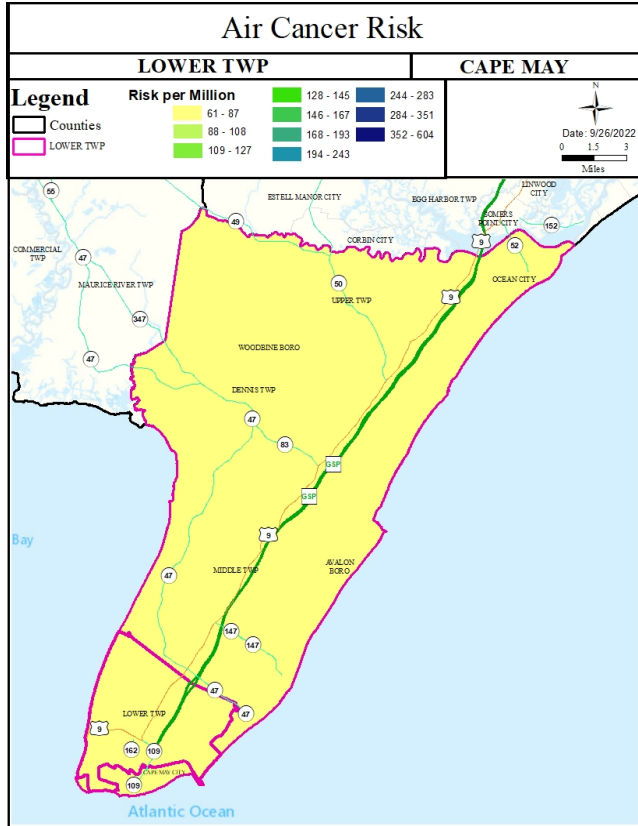 Air Cancer Risk
LOWER TWP
CAPE MAY
Legend
Counties
LOWER TWP
Risk per Million
61 - 87
88 - 108
109 - 127
128 - 145
146 - 167
168 - 193
194 - 243
244 - 283
284 - 351
352 - 604
N
Date: 9/26/2022
0 1.5 3
Miles
55
49
ESTELL MANOR CITY
EGG HARBOR TWP
LINWOOD
CITY
SOMERS
POINT CITY
152
CORBIN CITY
9
52
COMMERCIAL
TWP
47
MAURICE RIVER TWP
50
UPPER TWP
9
OCEAN CITY
347
WOODBINE BORO
47
DENNIS TWP
47
83
GSP
GSP
9
Bay
AVALON
BORO
MIDDLE TWP
47
147
147
47
47
LOWER TWP
9
162
109
CAPE MAY CITY
109
Atlantic Ocean